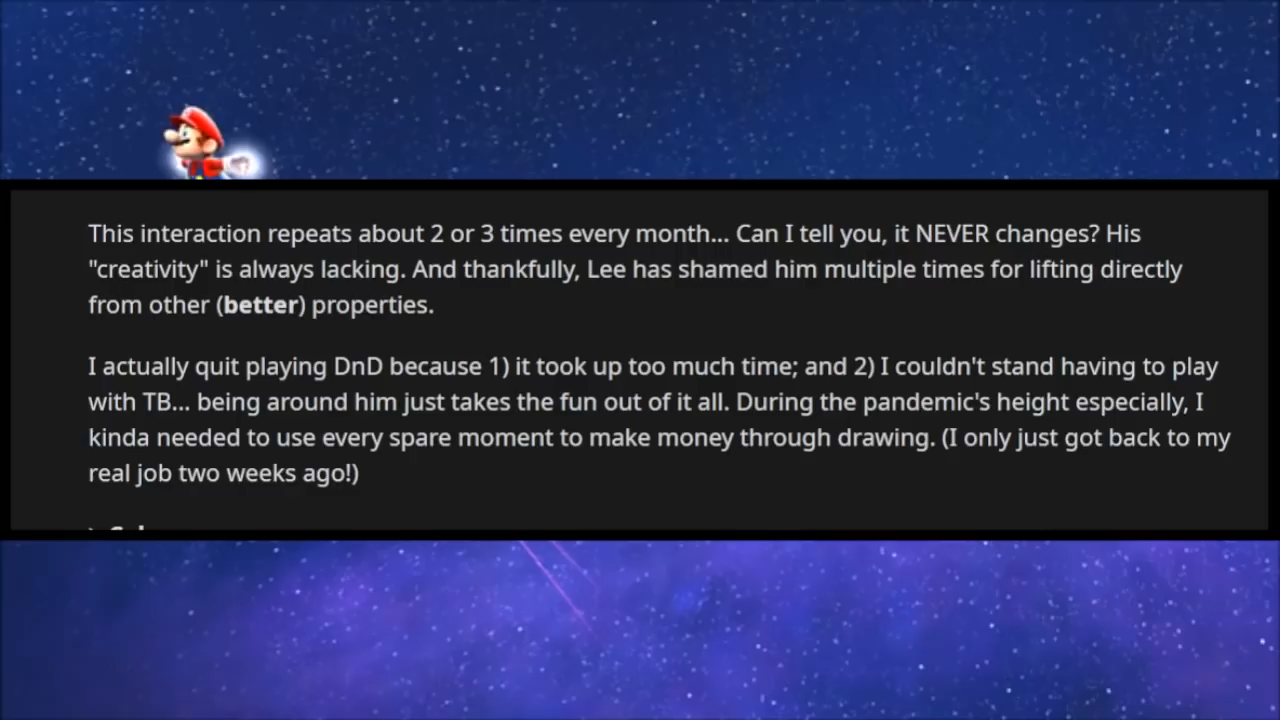 This interaction repeats about 2 or 3 times every month... Can I tell you, it NEVER changes? His
"creativity" is always lacking. And thankfully, Lee has shamed him multiple times for lifting directly
from other (better) properties.
I actually quit playing DnD because 1) it took up too much time; and 2) I couldn't stand having to play
with TB... being around him just takes the fun out of it all. During the pandemic's height especially, I
kinda needed to use every spare moment to make money through drawing. (I only just got back to my
real job two weeks ago!)